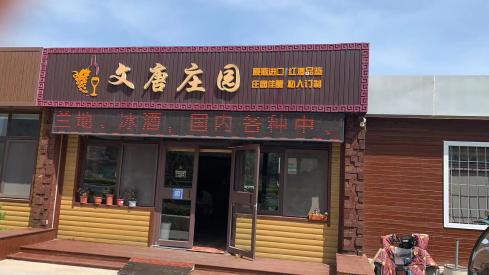 文唐庄园
原瓶进口 红酒品鉴
庄园佳酿 私人订制
兰地、冰酒、国内各种中、